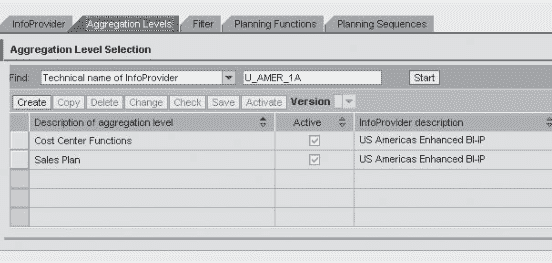 InfoProvider Aggregation Levels Filter Planning Functions Planning Sequences
Aggregation Level Selection
Find: Technical name of InfoProvider U_AMER_1A Start
Create Copy Delete Change Check Save Activate Version
Description of aggregation level Active InfoProvider description
Cost Center Functions US Americas Enhanced BI-IP
Sales Plan US Americas Enhanced BI-IP